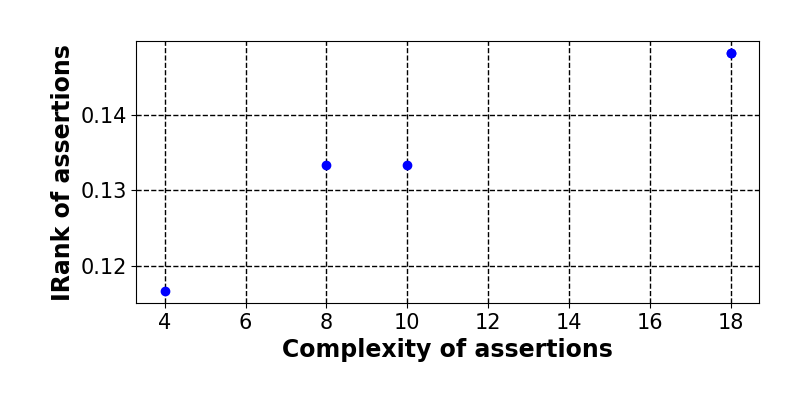 IRank of assertions
0.14
0.13
0.12
4 6 8 10 12 14 16 18
Complexity of assertions